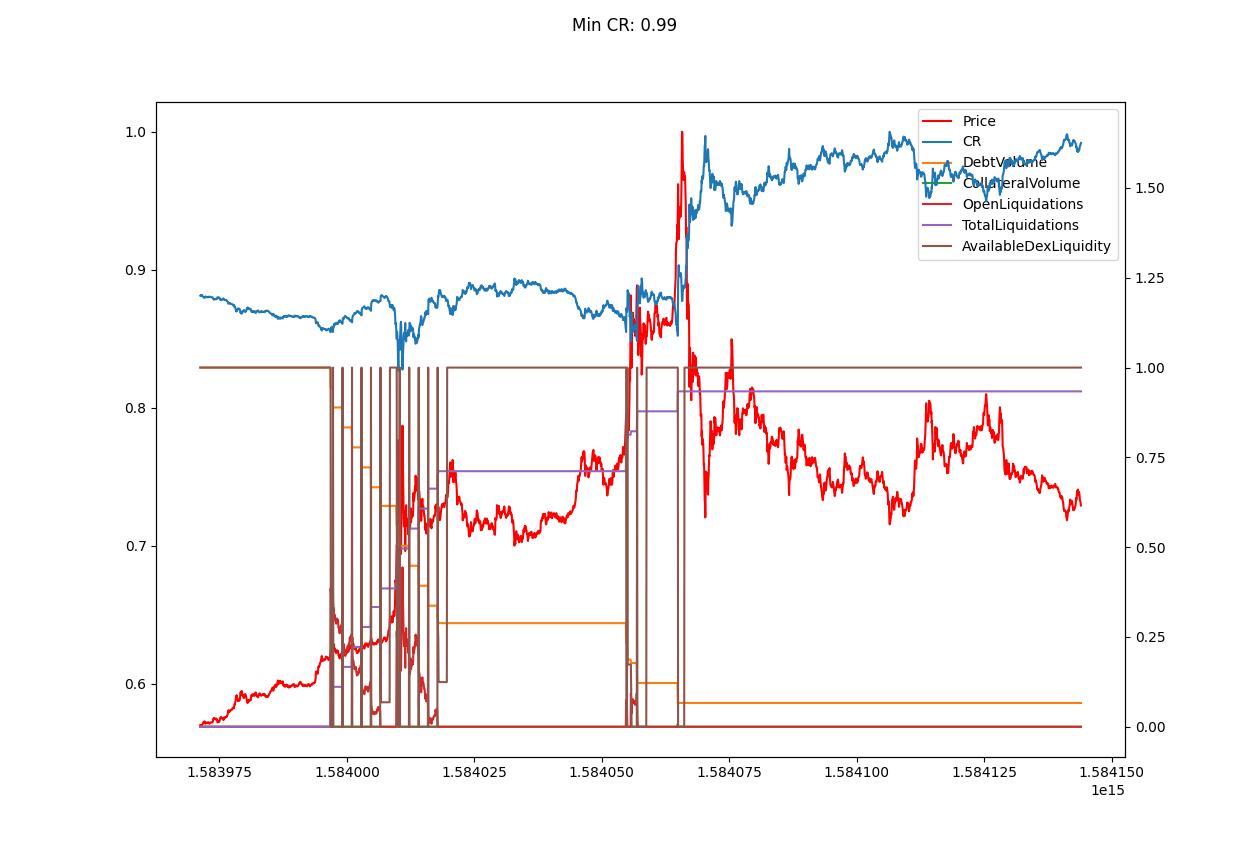 Min CR: 0.99
1.0
0.9
0.8
0.7
0.6
Price
CR
DebtVolume
CollateralVolume
OpenLiquidations
TotalLiquidations
AvailableDexLiquidity
1.50
1.25
1.00
0.75
0.50
0.25
0.00
1.583975 1.584000 1.584025 1.584050 1.584075 1.584100 1.584125 1.584150
1e15